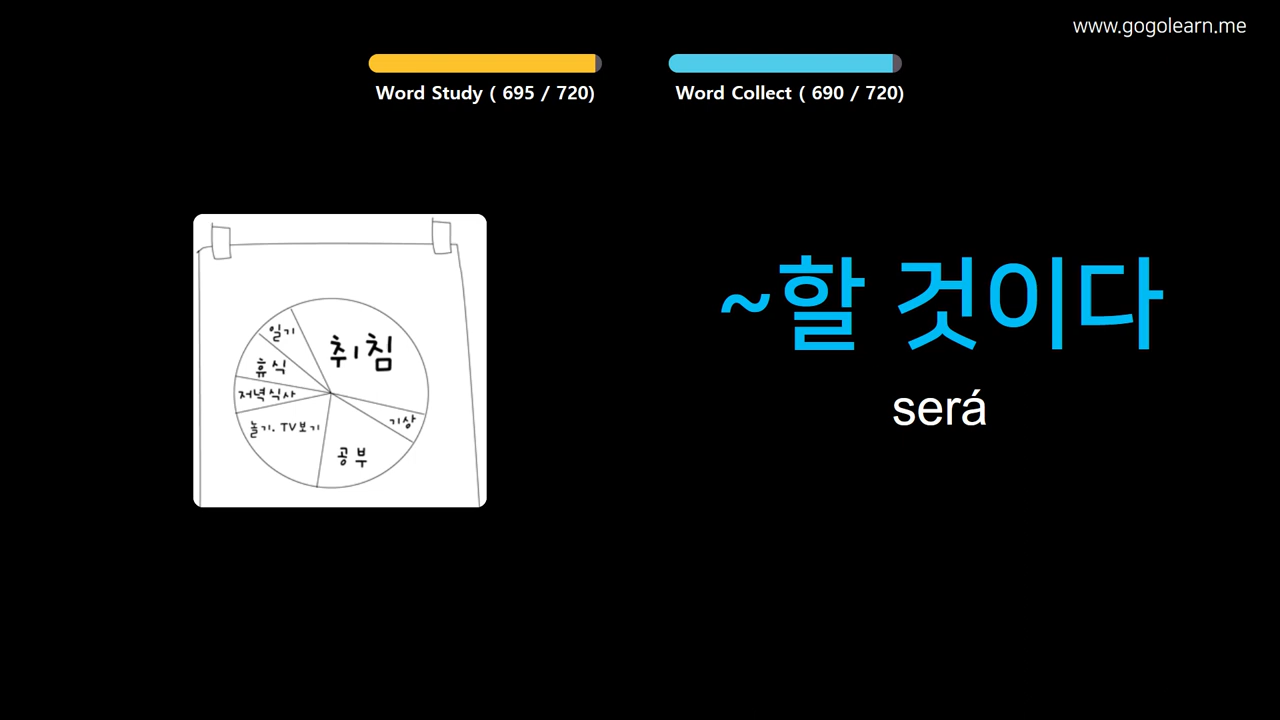 www.gogolearn.me
Word Study ( 695 / 720)
Word Collect ( 690 / 720)
일기
취침
휴식
저녁식사
기상
놀기. TV보기
공부
~할 것이다
será